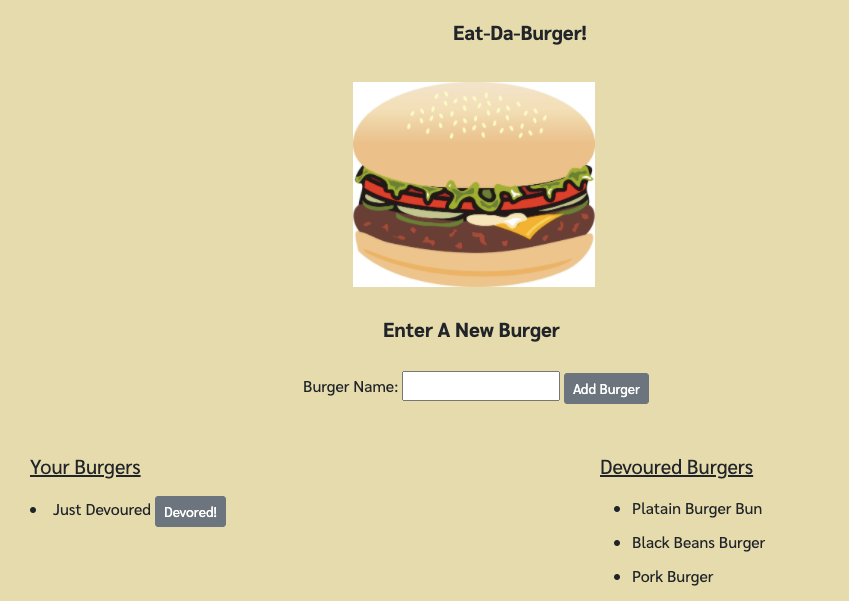 Eat-Da-Burger!
Enter A New Burger
Burger Name: Add Burger
Your Burgers
Just Devoured Devored!
Devoured Burgers
Platain Burger Bun
Black Beans Burger
Pork Burger